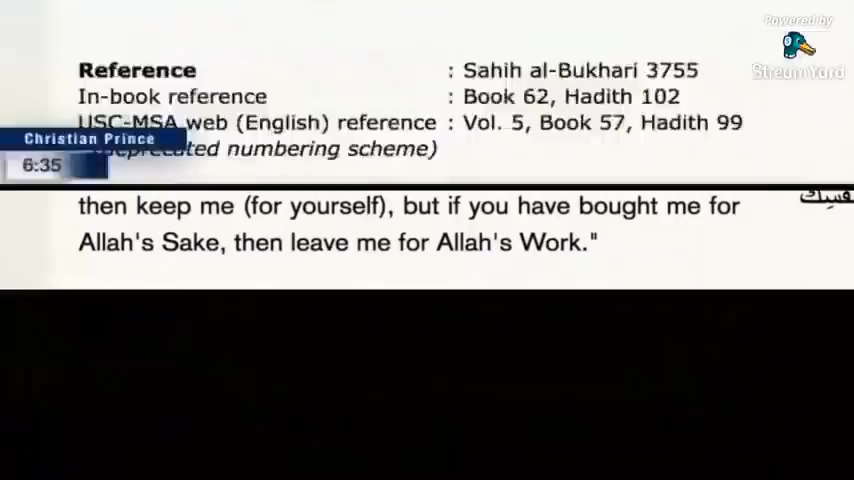 Powered by
StreamYard
Reference : Sahih al-Bukhari 3755
In-book reference : Book 62, Hadith 102
USC-MSA web (English) reference : Vol. 5, Book 57, Hadith 99
Christian Prince
numbering scheme)
6:35
then keep me (for yourself), but if you have bought me for
Allah's Sake, then leave me for Allah's Work."